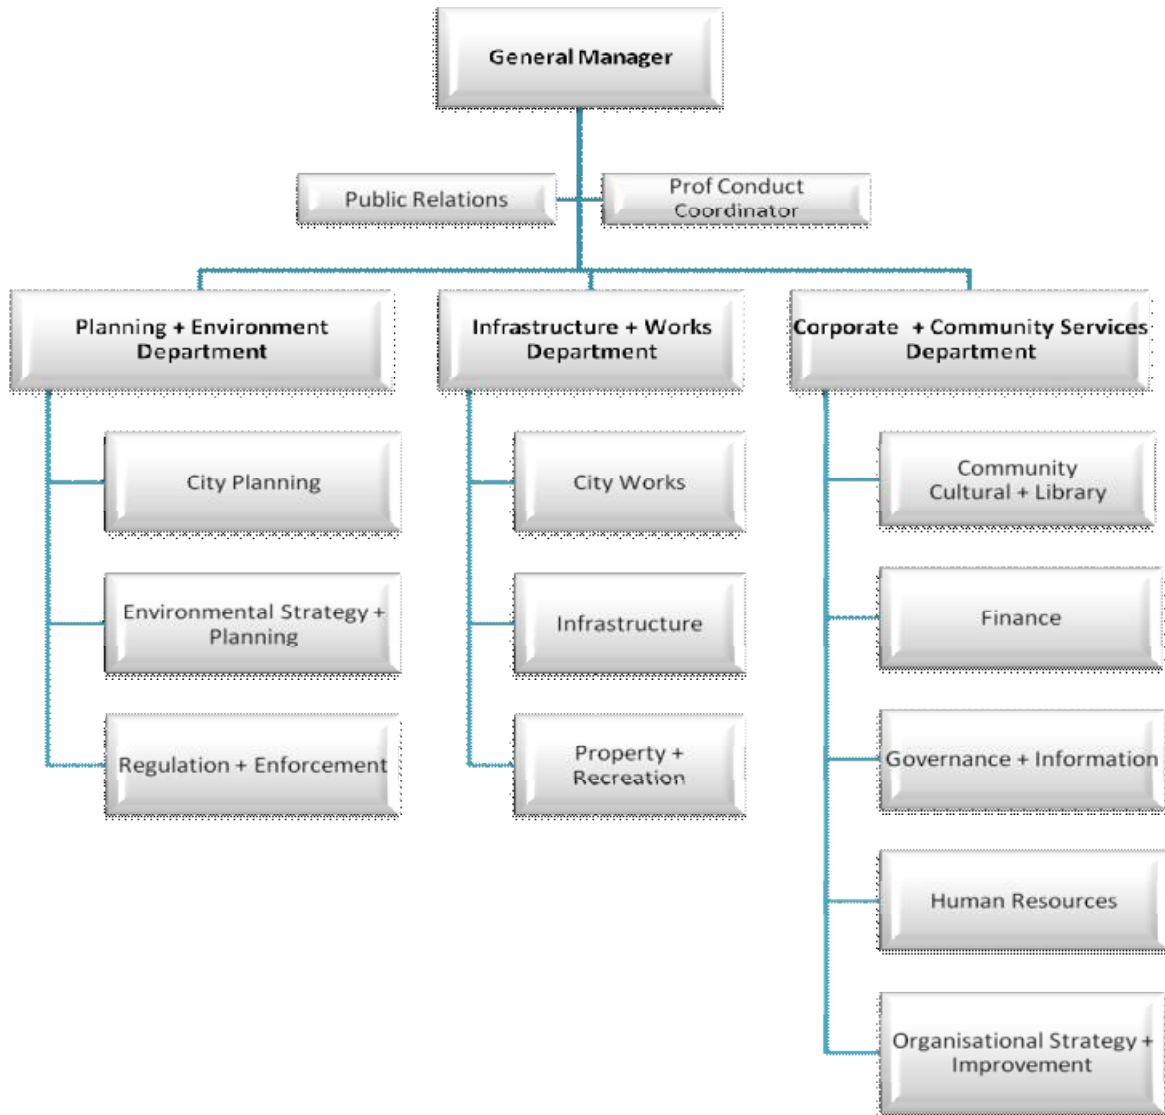 General Manager
Public Relations
Prof Conduct
Coordinator
Planning + Environment
Department
Infrastructure + Works
Department
Corporate + Community Services
Department
City Planning
Environmental Strategy +
Planning
Regulation + Enforcement
City Works
Infrastructure
Property +
Recreation
Community
Cultural + Library
Finance
Governance + Information
Human Resources
Organisational Strategy +
Improvement